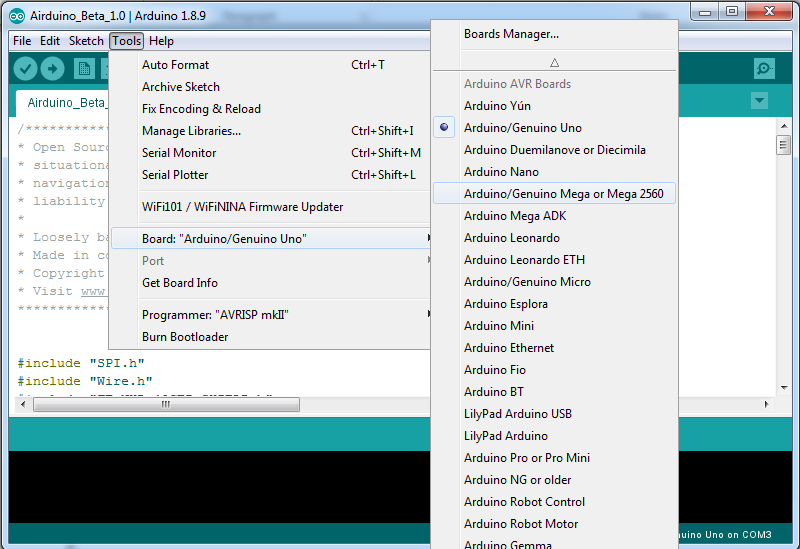 Airduino_Beta_1.0 | Arduino 1.8.9
File Edit Sketch Tools Help
Airduino_Beta_
/***********
* Open Sourc
* situationa
* navigation
* liability
*
* Loosely ba
* Made in co
* Copyright
* Visit www
************
#include "SPI.h"
#include "Wire.h"
Auto Format Ctrl+T
Archive Sketch
Fix Encoding & Reload
Manage Libraries... Ctrl+Shift+I
Serial Monitor Ctrl+Shift+M
Serial Plotter Ctrl+Shift+L
WiFi101 / WiFiNINA Firmware Updater
Board: "Arduino/Genuino Uno"
Port
Get Board Info
Programmer: "AVRISP mkII"
Burn Bootloader
Boards Manager...
Arduino AVR Boards
Arduino Yún
Arduino/Genuino Uno
Arduino Duemilanove or Diecimila
Arduino Nano
Arduino/Genuino Mega or Mega 2560
Arduino Mega ADK
Arduino Leonardo
Arduino Leonardo ETH
Arduino/Genuino Micro
Arduino Esplora
Arduino Mini
Arduino Ethernet
Arduino Fio
Arduino BT
LilyPad Arduino USB
LilyPad Arduino
Arduino Pro or Pro Mini
Arduino NG or older
Arduino Robot Control
Arduino Robot Motor
Arduino Gemma
nuino Uno on COM3